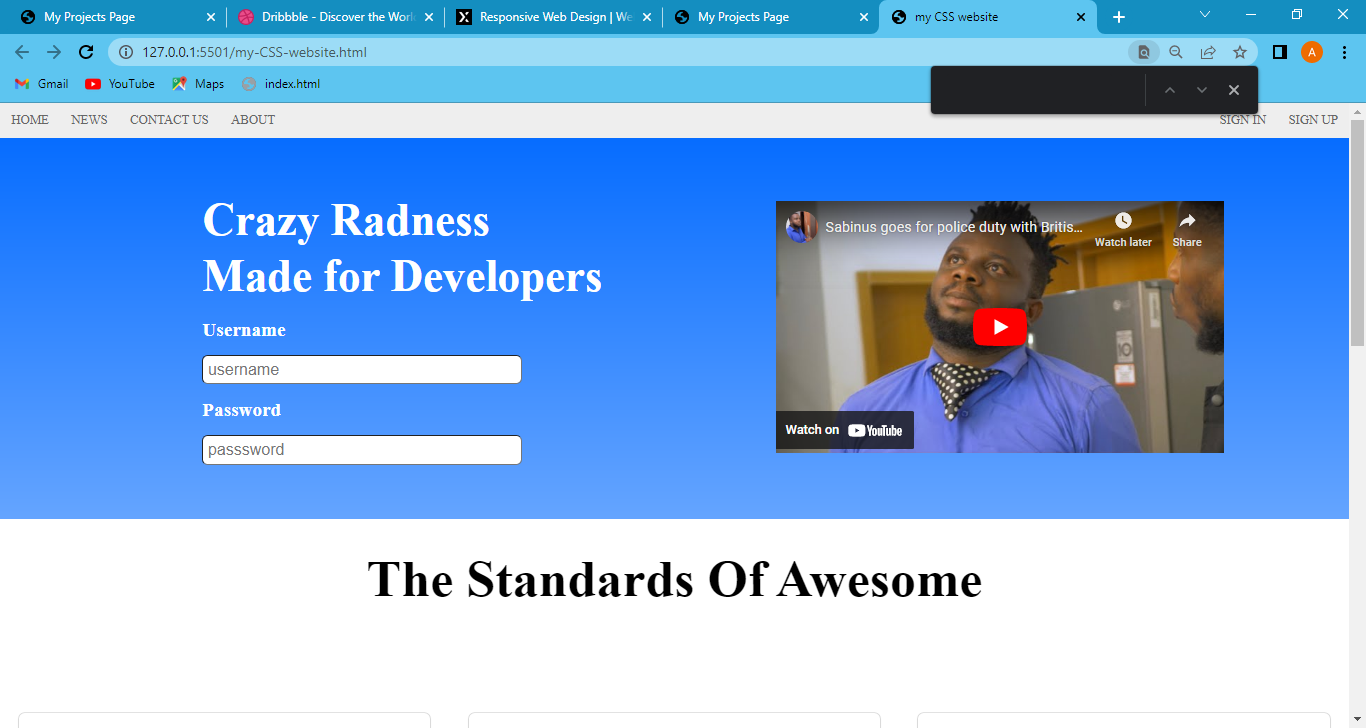 My Projects Page
Dribbble - Discover the Worl
Responsive Web Design | We
My Projects Page
my CSS website
127.0.0.1:5501/my-CSS-website.html
A
Gmail
YouTube
Maps
index.html
HOME
NEWS
CONTACT US
ABOUT
SIGN IN
SIGN UP
Crazy Radness
Made for Developers
Username
username
Password
passsword
Sabinus goes for police duty with Britis...
Watch later
Share
Watch on YouTube
The Standards Of Awesome